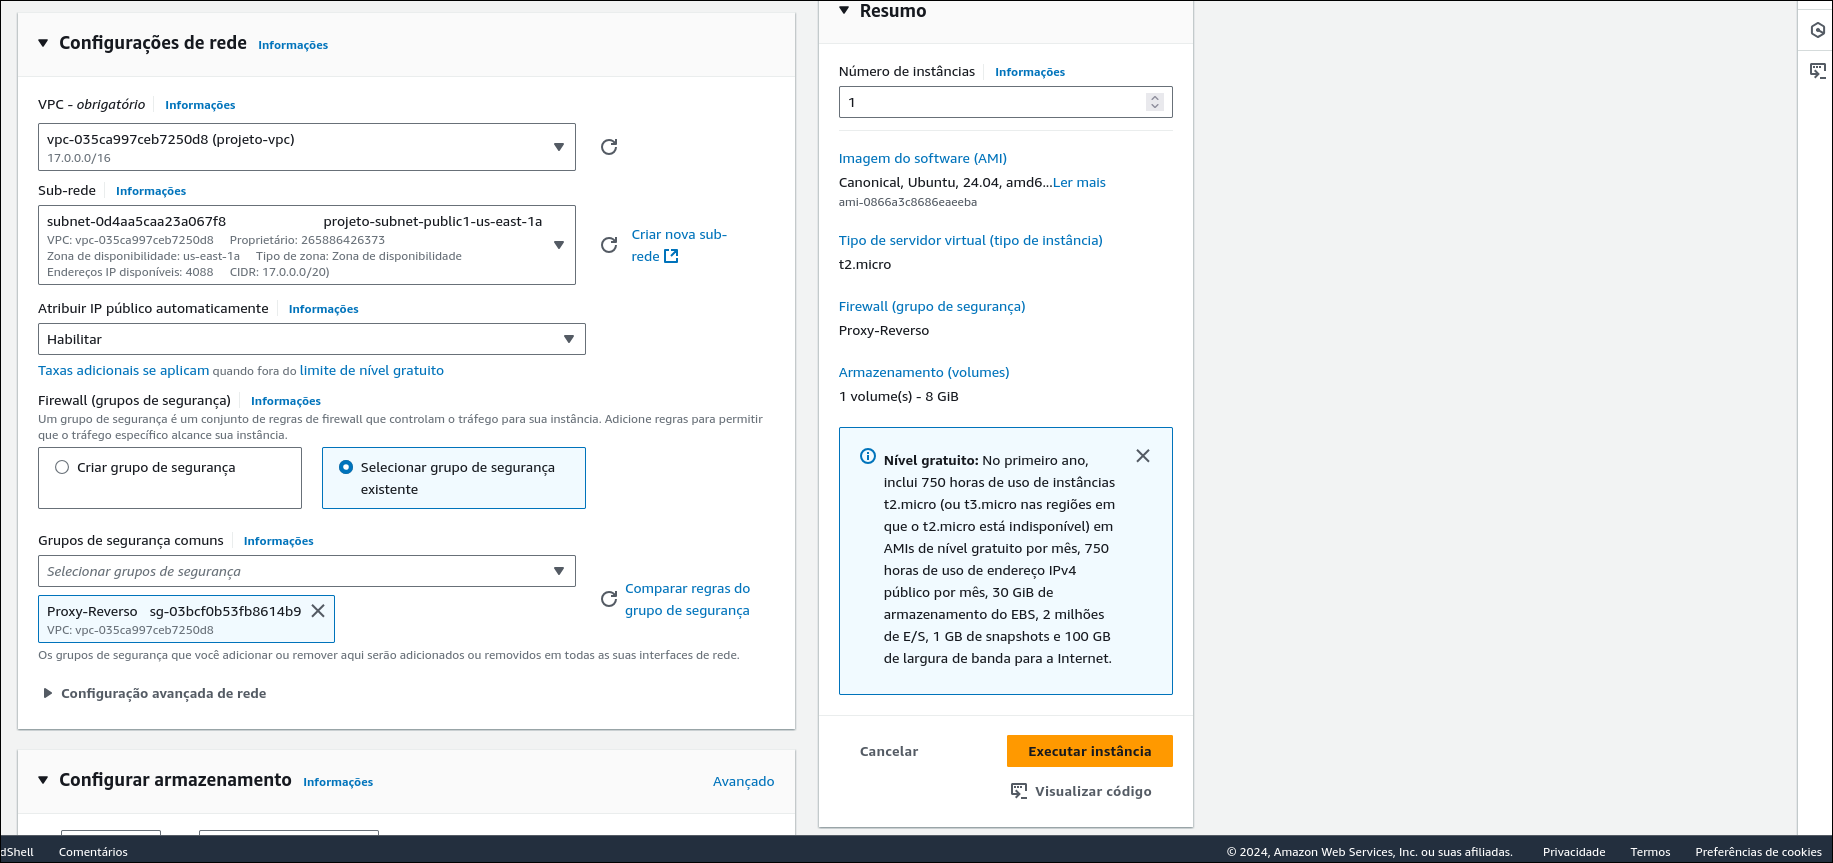 Configurações de rede Informações
VPC - obrigatório Informações
vpc-035ca997ceb7250d8 (projeto-vpc)
17.0.0.0/16
Sub-rede Informações
subnet-0d4aa5caa23a067f8 projeto-subnet-public1-us-east-1a
VPC: vpc-035ca997ceb7250d8 Proprietário: 265886426373
Zona de disponibilidade: us-east-1a Tipo de zona: Zona de disponibilidade
Endereços IP disponíveis: 4088 CIDR: 17.0.0.0/20)
Criar nova sub-
rede
Atribuir IP público automaticamente Informações
Habilitar
Taxas adicionais se aplicam quando fora do limite de nível gratuito
Firewall (grupos de segurança) Informações
Um grupo de segurança é um conjunto de regras de firewall que controlam o tráfego para sua instância. Adicione regras para permitir
que o tráfego específico alcance sua instância.
Criar grupo de segurança
Selecionar grupo de segurança
existente
Grupos de segurança comuns Informações
Selecionar grupos de segurança
Proxy-Reverso sg-03bcf0b53fb8614b9
VPC: vpc-035ca997ceb7250d8
Comparar regras do
grupo de segurança
Os grupos de segurança que você adicionar ou remover aqui serão adicionados ou removidos em todas as suas interfaces de rede.
Configuração avançada de rede
Configurar armazenamento Informações
Avançado
Resumo
Número de instâncias Informações
1
Imagem do software (AMI)
Canonical, Ubuntu, 24.04, amd6...Ler mais
ami-0866a3c8686eaeeba
Tipo de servidor virtual (tipo de instância)
t2.micro
Firewall (grupo de segurança)
Proxy-Reverso
Armazenamento (volumes)
1 volume(s) - 8 GiB
Nível gratuito: No primeiro ano,
inclui 750 horas de uso de instâncias
t2.micro (ou t3.micro nas regiões em
que o t2.micro está indisponível) em
AMIs de nível gratuito por mês, 750
horas de uso de endereço IPv4
público por mês, 30 GiB de
armazenamento do EBS, 2 milhões
de E/S, 1 GB de snapshots e 100 GB
de largura de banda para a Internet.
Cancelar
Executar instância
Visualizar código
dShell Comentários
© 2024, Amazon Web Services, Inc. ou suas afiliadas. Privacidade Termos Preferências de cookies